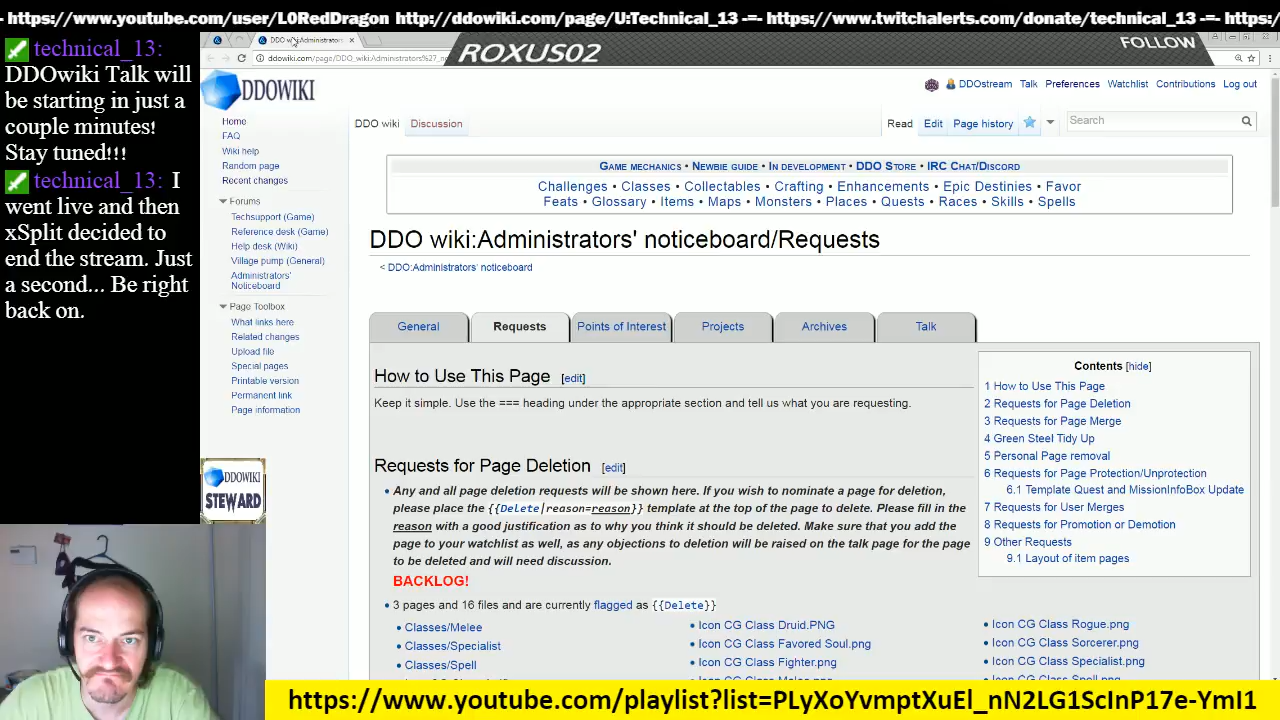 https://www.youtube.com/user/L0RedDragon http://ddowiki.com/page/U:Technical_13 -=- https://www.twitchalerts.com/donate/technical_13 -=- https:/
technical_13:
DDOwiki Talk will
be starting in just a
couple minutes!
Stay tuned!!!
technical_13: I
went live and then
xSplit decided to
end the stream. Just
a second... Be right
back on.
DDO wiki:Administrators'
ROXUS02
FOLLOW
ddowiki.com/page/DDO_wiki:Administrators%27_no
DDOWIKI
DDOstream Talk Preferences Watchlist Contributions Log out
Home
FAQ
Wiki help
Random page
Recent changes
Forums
Techsupport (Game)
Reference desk (Game)
Help desk (Wiki)
Village pump (General)
Administrators'
Noticeboard
Page Toolbox
What links here
Related changes
Upload file
Special pages
Printable version
Permanent link
Page information
DDOWIKI
STEWARD
DDO wiki Discussion
Read Edit Page history
Search
Game mechanics • Newbie guide • In development • DDO Store • IRC Chat/Discord
Challenges • Classes • Collectables • Crafting • Enhancements • Epic Destinies • Favor
Feats • Glossary • Items • Maps • Monsters • Places • Quests • Races • Skills • Spells
DDO wiki:Administrators' noticeboard/Requests
< DDO:Administrators' noticeboard
General Requests Points of Interest Projects Archives Talk
How to Use This Page [edit]
Keep it simple. Use the === heading under the appropriate section and tell us what you are requesting.
Contents [hide]
1 How to Use This Page
2 Requests for Page Deletion
3 Requests for Page Merge
4 Green Steel Tidy Up
5 Personal Page removal
6 Requests for Page Protection/Unprotection
6.1 Template Quest and MissionInfoBox Update
7 Requests for User Merges
8 Requests for Promotion or Demotion
9 Other Requests
9.1 Layout of item pages
Requests for Page Deletion [edit]
• Any and all page deletion requests will be shown here. If you wish to nominate a page for deletion,
please place the {{Delete|reason=reason}} template at the top of the page to delete. Please fill in the
reason with a good justification as to why you think it should be deleted. Make sure that you add the
page to your watchlist as well, as any objections to deletion will be raised on the talk page for the page
to be deleted and will need discussion.
BACKLOG!
• 3 pages and 16 files and are currently flagged as {{Delete}}
• Classes/Melee
• Classes/Specialist
• Classes/Spell
• Icon CG Class Druid.PNG
• Icon CG Class Favored Soul.png
• Icon CG Class Fighter.png
• Icon CG Class Rogue.png
• Icon CG Class Sorcerer.png
• Icon CG Class Specialist.png
https://www.youtube.com/playlist?list=PLyXoYvmptXuEl_nN2LG1ScInP17e-YmI1